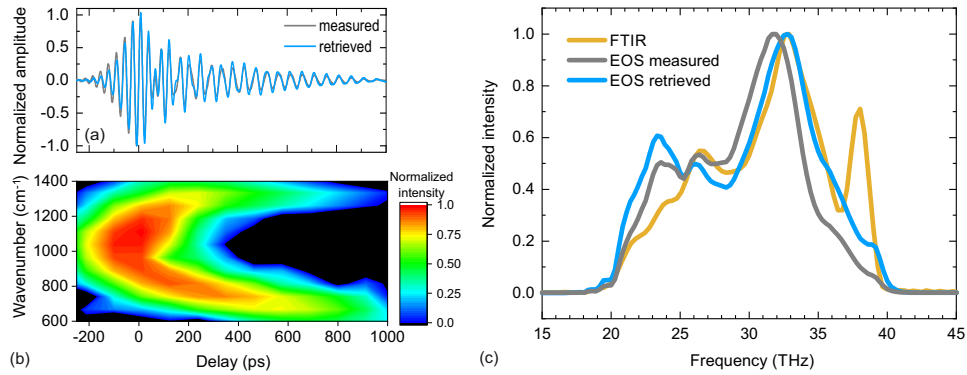 Normalized amplitude
1.0
0.5
0.0
-0.5
-1.0
measured
retrieved
(a)
Wavenumber (cm⁻¹)
1400
1200
1000
800
600
-200 0 200 400 600 800 1000
Delay (ps)
(b)
Normalized
intensity
1.0
0.75
0.50
0.25
0.0
Normalized intensity
1.0
0.8
0.6
0.4
0.2
0.0
FTIR
EOS measured
EOS retrieved
15 20 25 30 35 40 45
Frequency (THz)
(c)